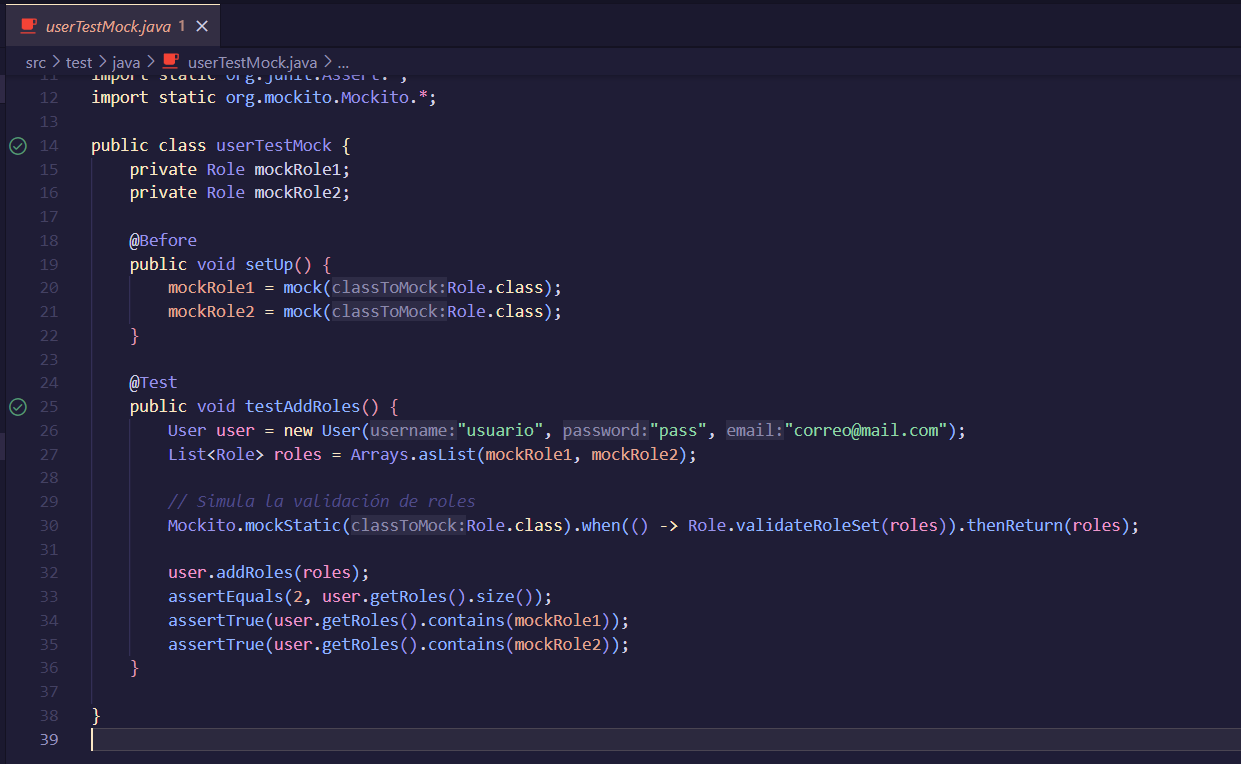 userTestMock.java 1 ✕
src > test > java > userTestMock.java > ...
11 import static org.junit.Assert.*;
12 import static org.mockito.Mockito.*;
13
14 public class userTestMock {
15     private Role mockRole1;
16     private Role mockRole2;
17
18     @Before
19     public void setUp() {
20         mockRole1 = mock(classToMock:Role.class);
21         mockRole2 = mock(classToMock:Role.class);
22     }
23
24     @Test
25     public void testAddRoles() {
26         User user = new User(username:"usuario", password:"pass", email:"correo@mail.com");
27         List<Role> roles = Arrays.asList(mockRole1, mockRole2);
28
29         // Simula la validación de roles
30         Mockito.mockStatic(classToMock:Role.class).when(() -> Role.validateRoleSet(roles)).thenReturn(roles);
31
32         user.addRoles(roles);
33         assertEquals(2, user.getRoles().size());
34         assertTrue(user.getRoles().contains(mockRole1));
35         assertTrue(user.getRoles().contains(mockRole2));
36     }
37
38 }
39